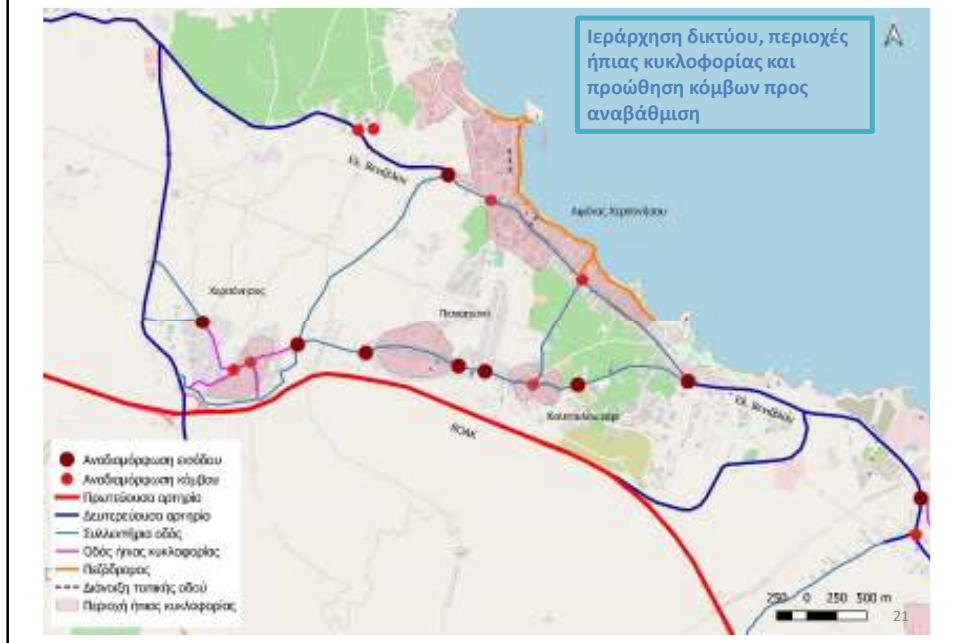 Ιεράρχηση δικτύου, περιοχές
ήπιας κυκλοφορίας και
προώθηση κόμβων προς
αναβάθμιση
Ελ. Βενιζέλου
Λιμένας Χερσονήσου
Χερσόνησος
Πισκοπιανό
Κουτουλουφάρι
Ελ. Βενιζέλου
ΒΟΑΚ
Αναδιαμόρφωση εισόδου
Αναδιαμόρφωση κόμβου
Πρωτεύουσα αρτηρία
Δευτερεύουσα αρτηρία
Συλλεκτήρια οδός
Οδός ήπιας κυκλοφορίας
Πεζόδρομος
Διάνοιξη τοπικής οδού
Περιοχή ήπιας κυκλοφορίας
250 0 250 500 m
21